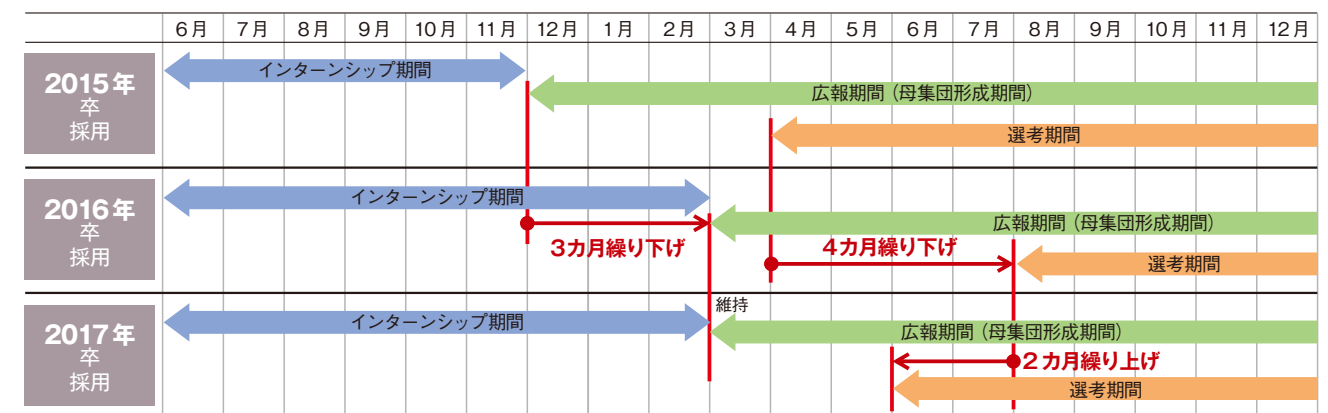 6月 7月 8月 9月 10月 11月 12月 1月 2月 3月 4月 5月 6月 7月 8月 9月 10月 11月 12月
2015年
卒
採用
インターンシップ期間
広報期間（母集団形成期間）
選考期間
2016年
卒
採用
インターンシップ期間
広報期間（母集団形成期間）
3カ月繰り下げ
4カ月繰り下げ
選考期間
2017年
卒
採用
インターンシップ期間
維持
広報期間（母集団形成期間）
2カ月繰り上げ
選考期間